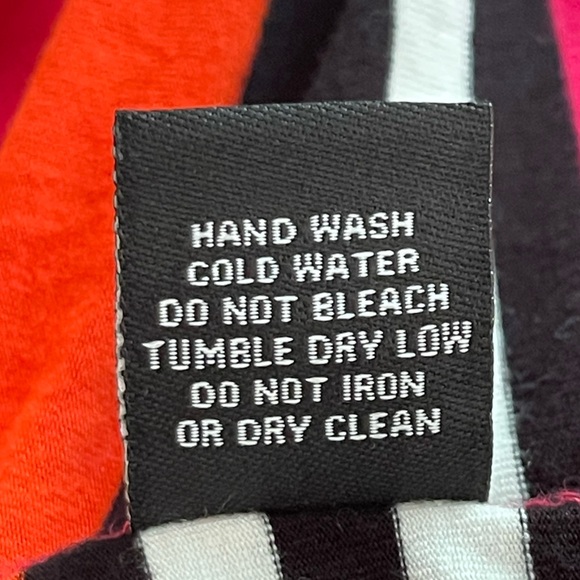 HAND WASH
COLD WATER
DO NOT BLEACH
TUMBLE DRY LOW
DO NOT IRON
OR DRY CLEAN